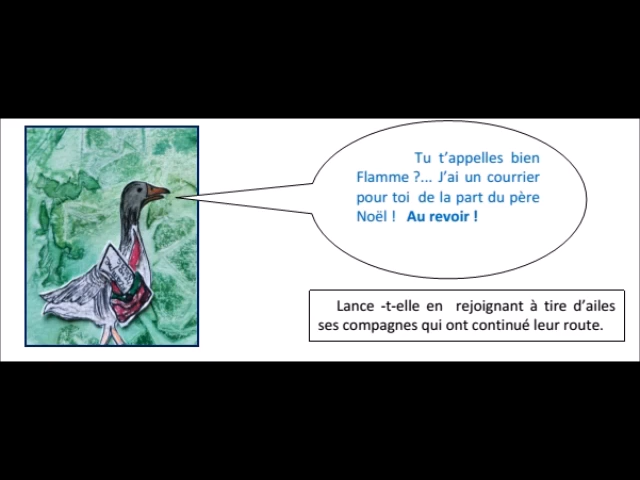 Tu t’appelles bien
Flamme ?... J’ai un courrier
pour toi de la part du père
Noël ! Au revoir !
Lance -t-elle en rejoignant à tire d’ailes
ses compagnes qui ont continué leur route.